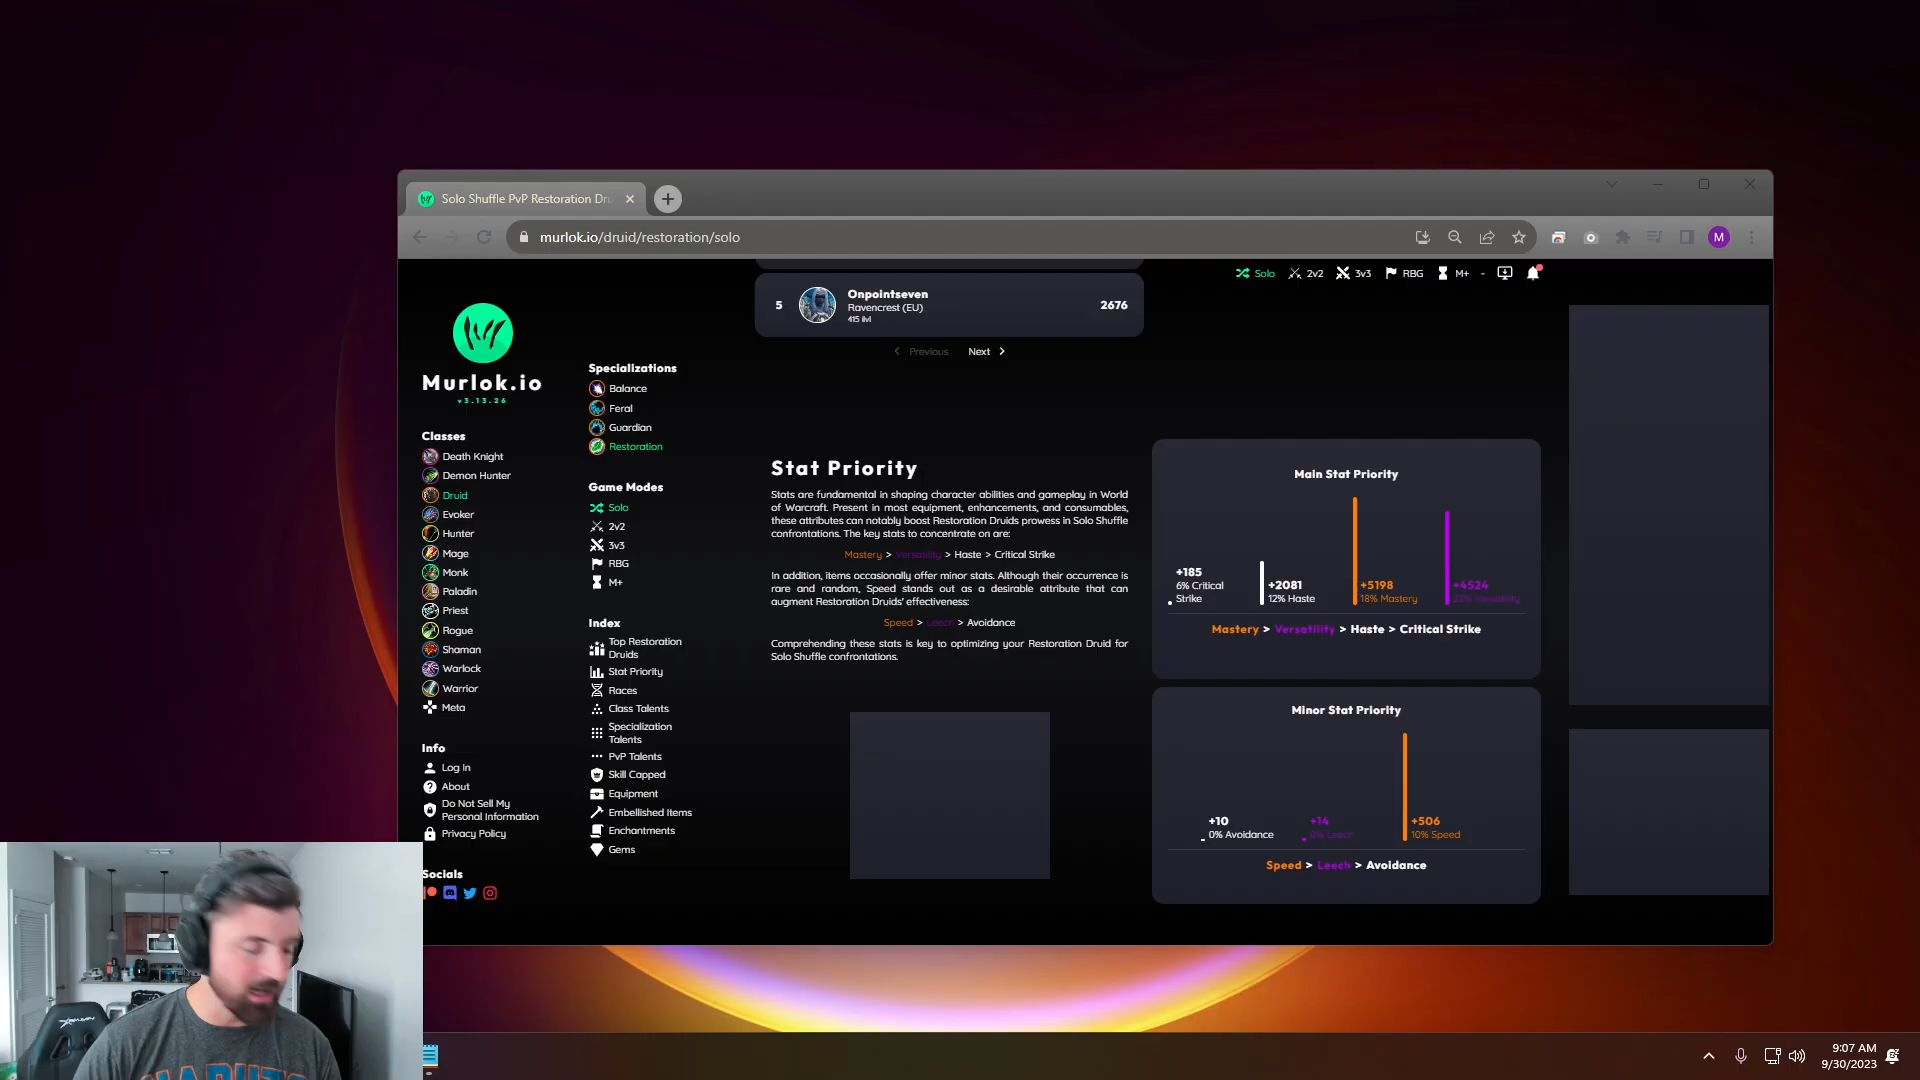 Solo Shuffle PvP Restoration Dru
murlok.io/druid/restoration/solo
M
Solo 2v2 3v3 RBG M+ -
5 Onpointseven 2676
Ravencrest (EU)
415 ilvl
Previous Next
Murlok.io
v3.13.26
Classes
Death Knight
Demon Hunter
Druid
Evoker
Hunter
Mage
Monk
Paladin
Priest
Rogue
Shaman
Warlock
Warrior
Meta
Info
Log In
About
Do Not Sell My
Personal Information
Privacy Policy
Socials
Specializations
Balance
Feral
Guardian
Restoration
Game Modes
Solo
2v2
3v3
RBG
M+
Index
Top Restoration
Druids
Stat Priority
Races
Class Talents
Specialization
Talents
PvP Talents
Skill Capped
Equipment
Embellished Items
Enchantments
Gems
Stat Priority
Stats are fundamental in shaping character abilities and gameplay in World
of Warcraft. Present in most equipment, enhancements, and consumables,
these attributes can notably boost Restoration Druids prowess in Solo Shuffle
confrontations. The key stats to concentrate on are:
Mastery > Versatility > Haste > Critical Strike
In addition, items occasionally offer minor stats. Although their occurrence is
rare and random, Speed stands out as a desirable attribute that can
augment Restoration Druids' effectiveness:
Speed > Leech > Avoidance
Comprehending these stats is key to optimizing your Restoration Druid for
Solo Shuffle confrontations.
Main Stat Priority
+185
6% Critical
Strike
+2081
12% Haste
+5198
18% Mastery
+4524
22% Versatility
Mastery > Versatility > Haste > Critical Strike
Minor Stat Priority
+10
0% Avoidance
+14
0% Leech
+506
10% Speed
Speed > Leech > Avoidance
9:07 AM
9/30/2023